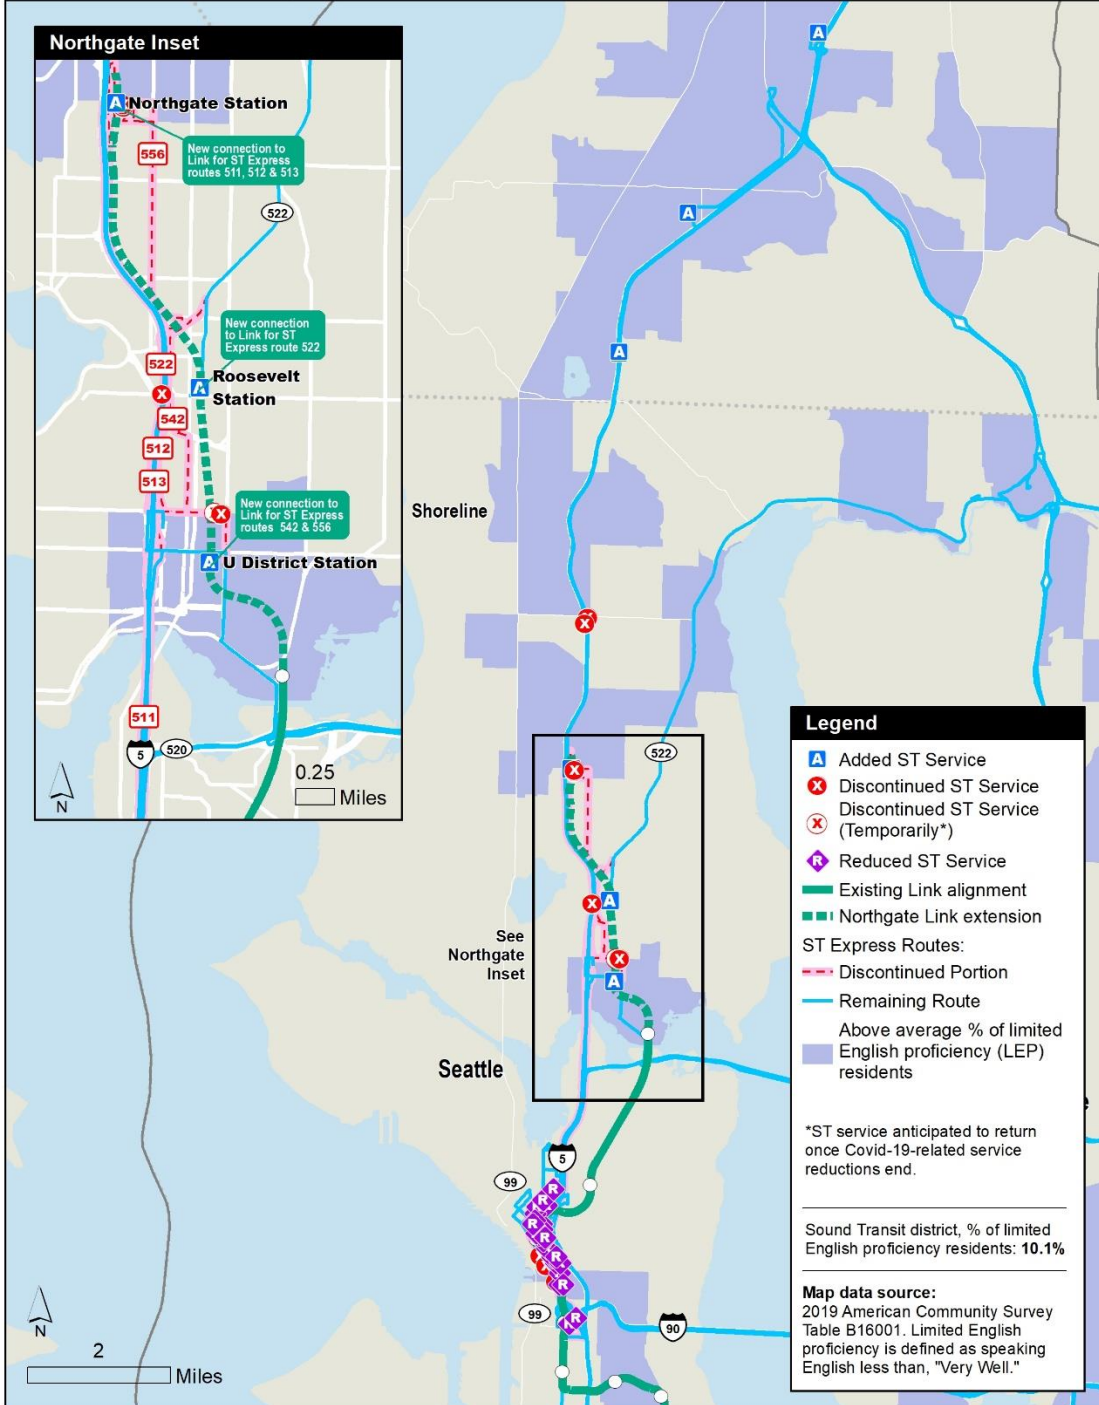 Northgate Inset
A Northgate Station
New connection to
Link for ST Express
routes 511, 512 & 513
556
522
New connection
to Link for ST
Express route 522
522
A Roosevelt
Station
X
542
512
513
New connection to
Link for ST Express
routes 542 & 556
X
A U District Station
511
5
520
0.25
Miles
N
A
A
A
Shoreline
X
522
X
X
A
X
A
See
Northgate
Inset
Seattle
5
99
R
R
R
R
R
R
99
R
90
N
2
Miles
Legend
A Added ST Service
X Discontinued ST Service
X Discontinued ST Service
(Temporarily*)
R Reduced ST Service
Existing Link alignment
Northgate Link extension
ST Express Routes:
Discontinued Portion
Remaining Route
Above average % of limited
English proficiency (LEP)
residents
*ST service anticipated to return
once Covid-19-related service
reductions end.
Sound Transit district, % of limited
English proficiency residents: 10.1%
Map data source:
2019 American Community Survey
Table B16001. Limited English
proficiency is defined as speaking
English less than, "Very Well."